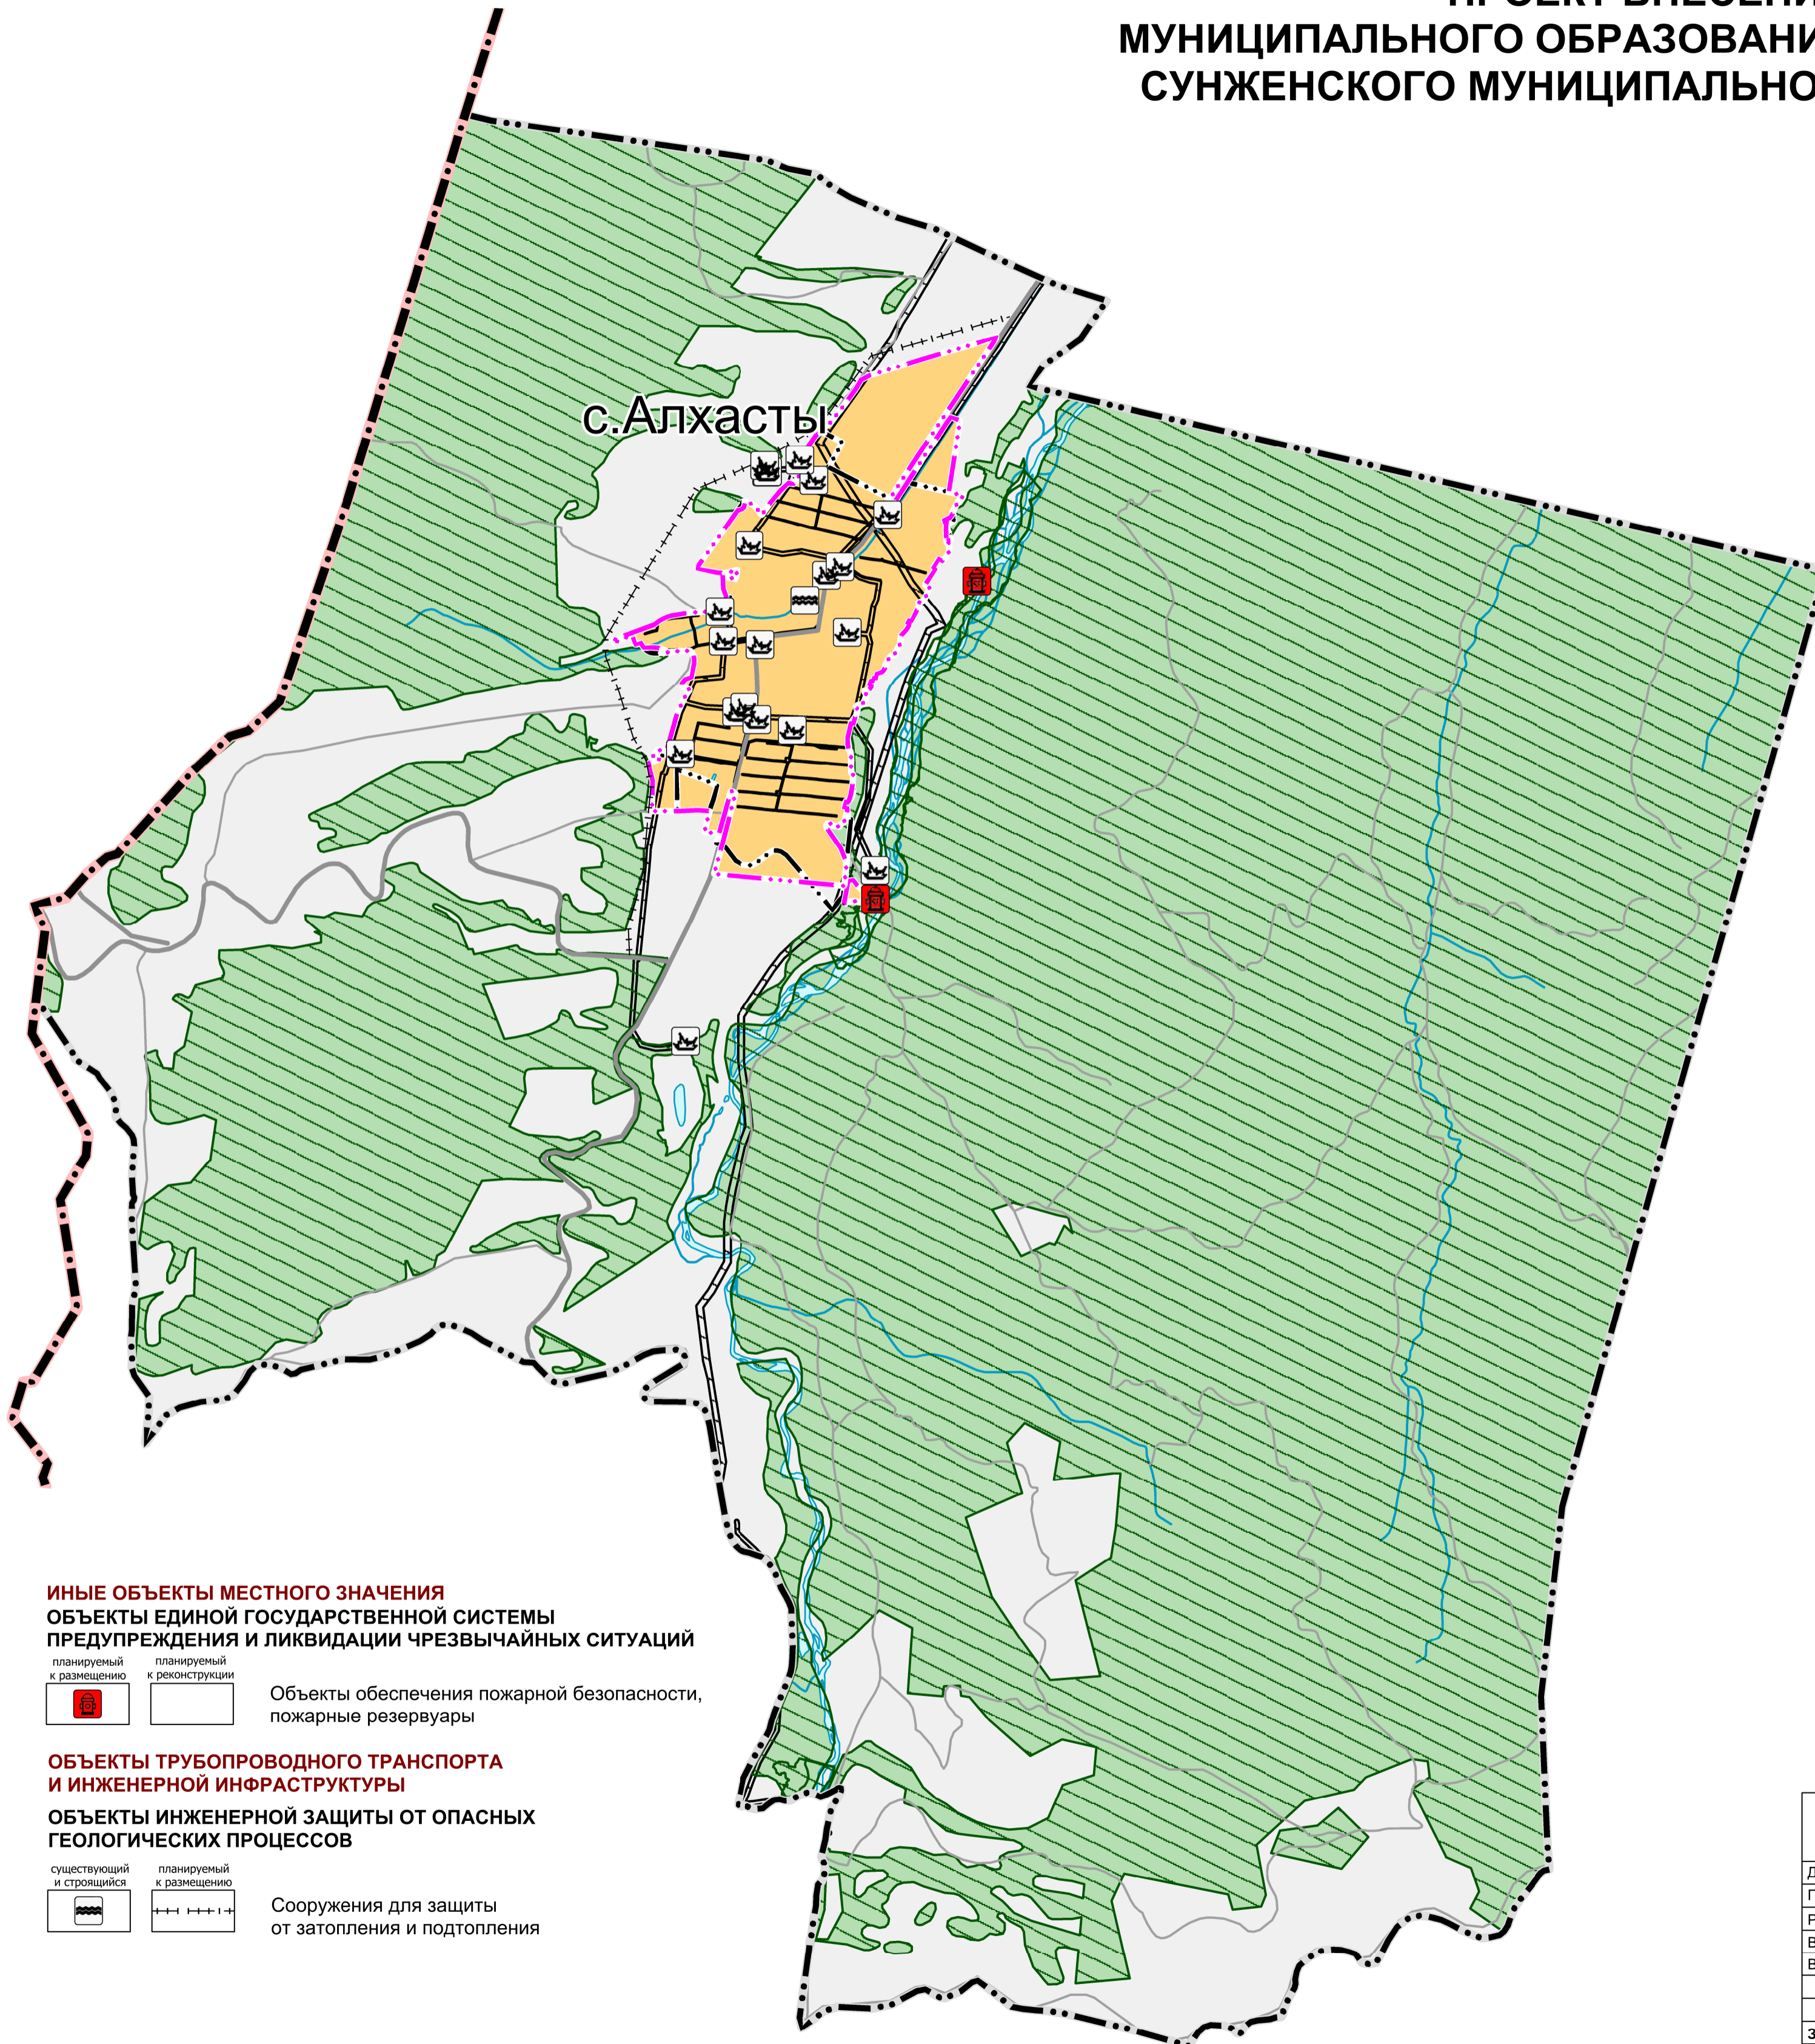 МУНИЦИПАЛЬНОГО ОБРАЗОВАНИ
СУНЖЕНСКОГО МУНИЦИПАЛЬНО
с.Алхасты
ИНЫЕ ОБЪЕКТЫ МЕСТНОГО ЗНАЧЕНИЯ
ОБЪЕКТЫ ЕДИНОЙ ГОСУДАРСТВЕННОЙ СИСТЕМЫ
ПРЕДУПРЕЖДЕНИЯ И ЛИКВИДАЦИИ ЧРЕЗВЫЧАЙНЫХ СИТУАЦИЙ
планируемый
к размещению
планируемый
к реконструкции
Объекты обеспечения пожарной безопасности,
пожарные резервуары
ОБЪЕКТЫ ТРУБОПРОВОДНОГО ТРАНСПОРТА
И ИНЖЕНЕРНОЙ ИНФРАСТРУКТУРЫ
ОБЪЕКТЫ ИНЖЕНЕРНОЙ ЗАЩИТЫ ОТ ОПАСНЫХ
ГЕОЛОГИЧЕСКИХ ПРОЦЕССОВ
существующий
и строящийся
планируемый
к размещению
Сооружения для защиты
от затопления и подтопления